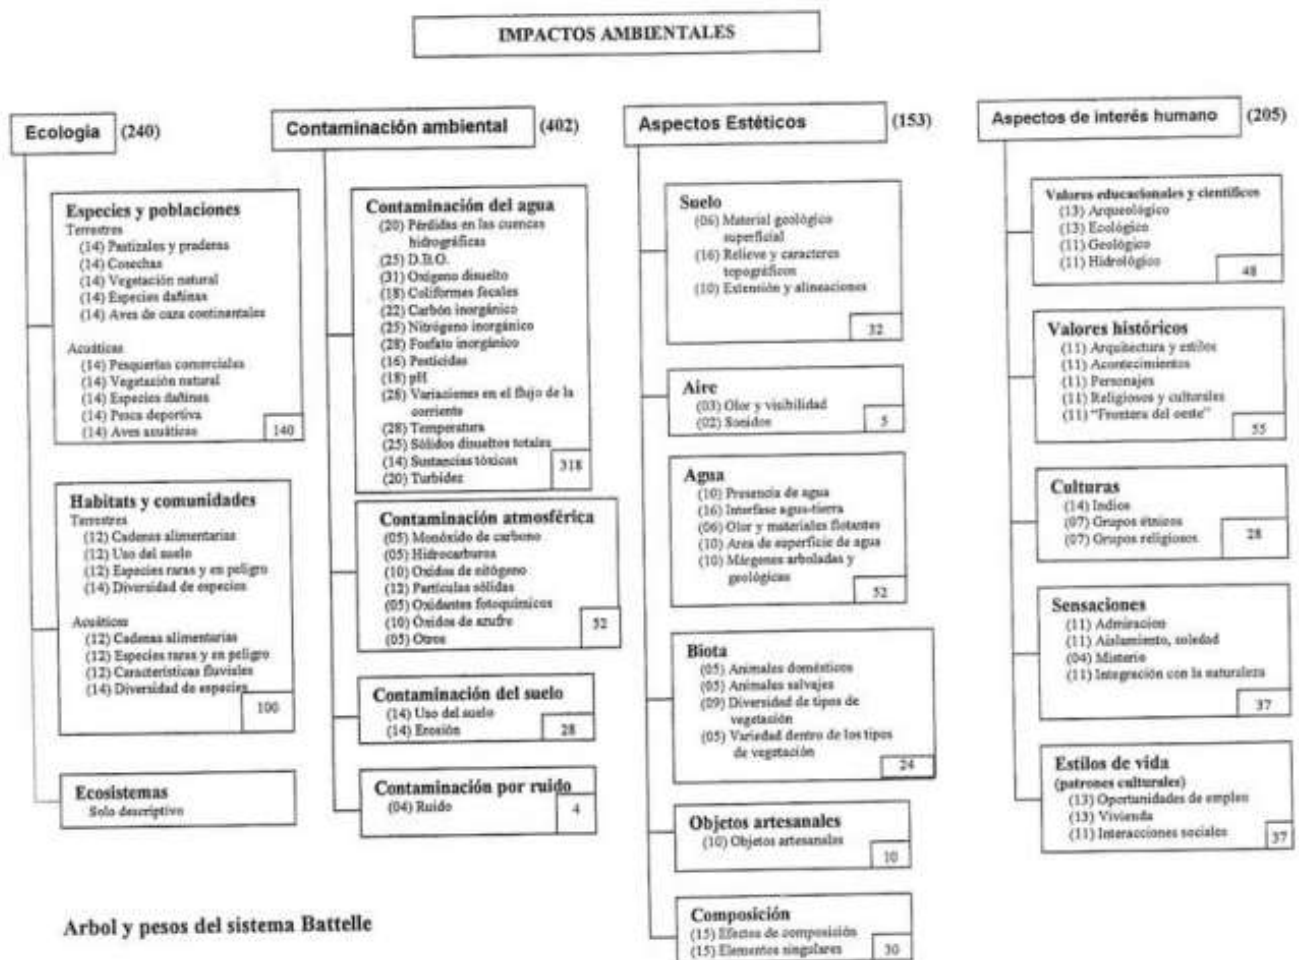 IMPACTOS AMBIENTALES
Ecologia (240)
Especies y poblaciones
Terrestres
(14) Pastizales y praderas
(14) Cosechas
(14) Vegetación natural
(14) Especies dañinas
(14) Aves de caza continentales
Acuáticas
(14) Pesquerías comerciales
(14) Vegetación natural
(14) Especies dañinas
(14) Pesca deportiva
(14) Aves acuáticas
140
Habitats y comunidades
Terrestres
(12) Cadenas alimentarias
(12) Uso del suelo
(12) Especies raras y en peligro
(14) Diversidad de especies
Acuáticas
(12) Cadenas alimentarias
(12) Especies raras y en peligro
(12) Características fluviales
(14) Diversidad de especies
100
Ecosistemas
Solo descriptivo
Contaminación ambiental (402)
Contaminación del agua
(20) Pérdidas en las cuencas
hidrográficas
(25) D.B.O.
(31) Oxígeno disuelto
(18) Coliformes fecales
(22) Carbón inorgánico
(25) Nitrógeno inorgánico
(28) Fosfato inorgánico
(16) Pesticidas
(18) pH
(28) Variaciones en el flujo de la
corriente
(28) Temperatura
(25) Sólidos disueltos totales
(14) Sustancias tóxicas
(20) Turbidez
318
Contaminación atmosférica
(05) Monóxido de carbono
(05) Hidrocarburos
(10) Oxidos de nitógeno
(12) Partículas sólidas
(05) Oxidantes fotoquímicos
(10) Óxidos de azufre
(05) Otros
52
Contaminación del suelo
(14) Uso del suelo
(14) Erosión
28
Contaminación por ruido
(04) Ruido
4
Aspectos Estéticos (153)
Suelo
(06) Material geológico
superficial
(16) Relieve y caracteres
topográficos
(10) Extensión y alineaciones
32
Aire
(03) Olor y visibilidad
(02) Sonidos
5
Agua
(10) Presencia de agua
(16) Interfase agua-tierra
(06) Olor y materiales flotantes
(10) Area de superficie de agua
(10) Márgenes arboladas y
geológicas
52
Biota
(05) Animales domésticos
(05) Animales salvajes
(09) Diversidad de tipos de
vegetación
(05) Variedad dentro de los tipos
de vegetación
24
Objetos artesanales
(10) Objetos artesanales
10
Composición
(15) Efectos de composición
(15) Elementos singulares
30
Aspectos de interés humano (205)
Valores educacionales y científicos
(13) Arqueológico
(13) Ecológico
(11) Geológico
(11) Hidrológico
48
Valores históricos
(11) Arquitectura y estilos
(11) Acontecimientos
(11) Personajes
(11) Religiosos y culturales
(11) "Frontera del oeste"
55
Culturas
(14) Indios
(07) Grupos étnicos
(07) Grupos religiosos
28
Sensaciones
(11) Admiracion
(11) Aislamiento, soledad
(04) Misterio
(11) Integración con la naturaleza
37
Estilos de vida
(patrones culturales)
(13) Oportunidades de empleo
(13) Vivienda
(11) Interacciones sociales
37
Arbol y pesos del sistema Battelle